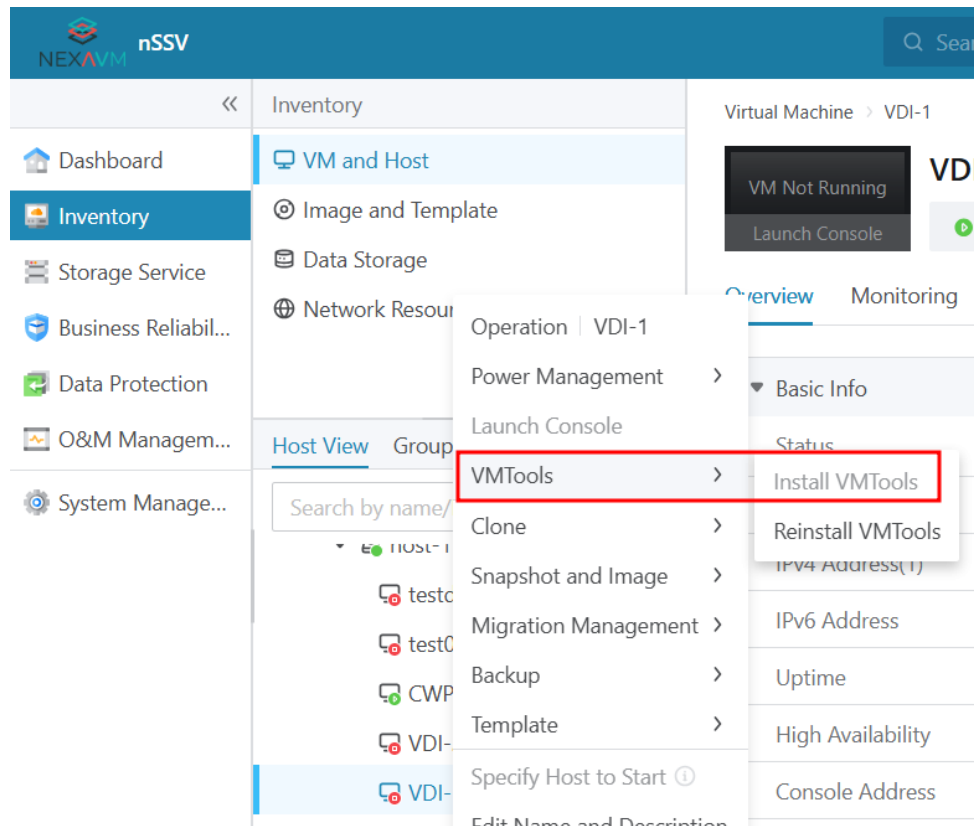 NEXAVM nSSV
Inventory
Dashboard
Inventory
Storage Service
Business Reliabil...
Data Protection
O&M Managem...
System Manage...
VM and Host
Image and Template
Data Storage
Network Resour
Host View Group
Search by name/
host-1
CWP
VDI-
VDI-
Operation VDI-1
Power Management
Launch Console
VMTools
Clone
Snapshot and Image
Migration Management
Backup
Template
Specify Host to Start
Edit Name and Description
Install VMTools
Reinstall VMTools
Virtual Machine > VDI-1
VM Not Running
Launch Console
Overview Monitoring
Basic Info
Status
IPv4 Address(1)
IPv6 Address
Uptime
High Availability
Console Address